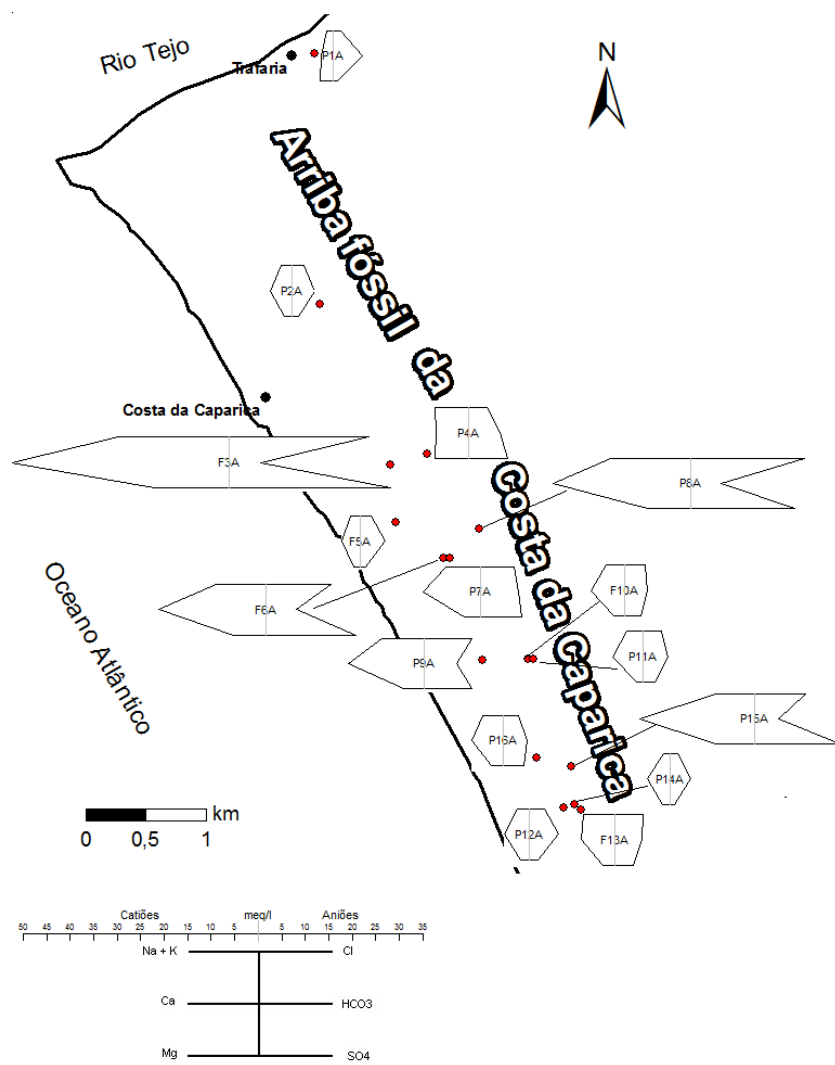 Rio Tejo
Trafaria
P1A
N
Arriba fóssil da Costa da Caparica
P2A
Costa da Caparica
P4A
F3A
P8A
F5A
Oceano Atlântico
F6A
P7A
F10A
P9A
P11A
P16A
P15A
P14A
P12A
F13A
km
0 0,5 1
Catiões meq/l Aniões
50 45 40 35 30 25 20 15 10 5 5 10 15 20 25 30 35
Na + K Cl
Ca HCO3
Mg SO4